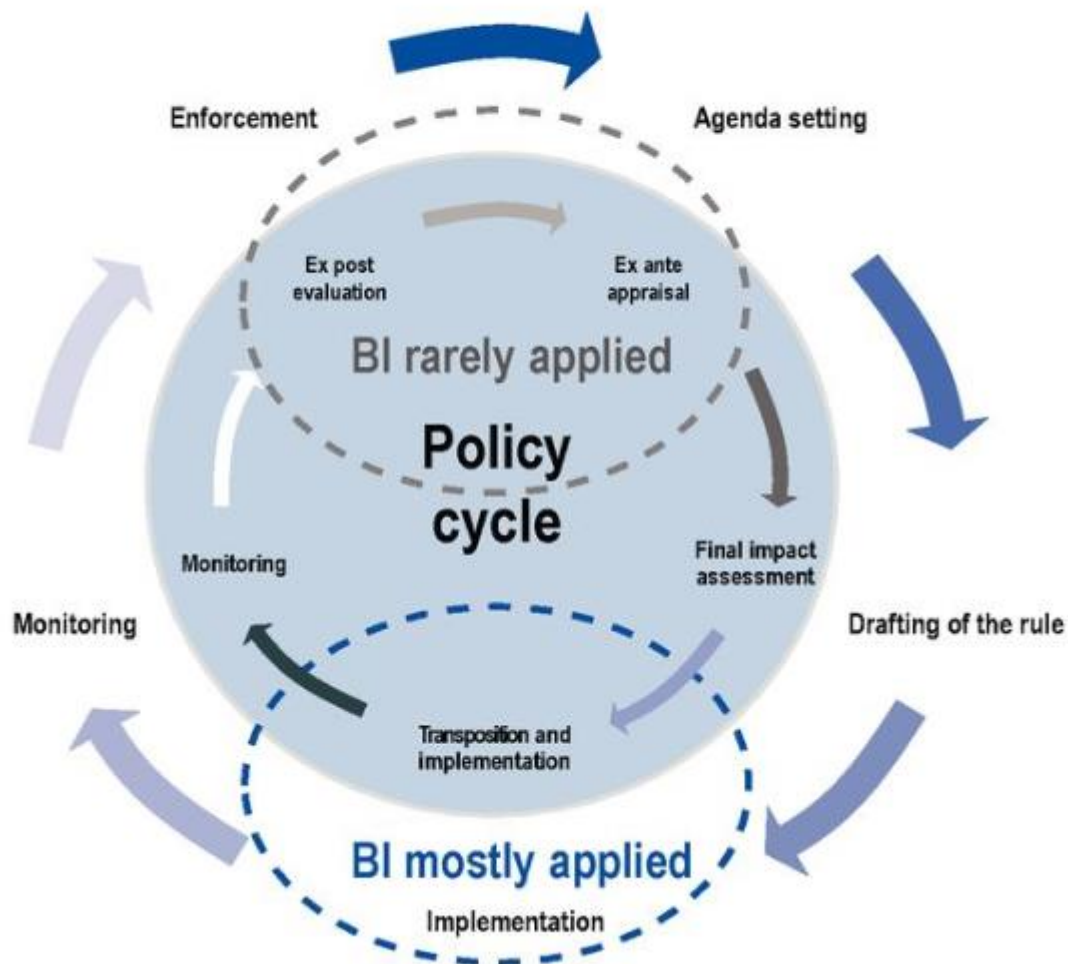 Enforcement
Agenda setting
Ex post
evaluation
Ex ante
appraisal
BI rarely applied
Policy
cycle
Monitoring
Final impact
assessment
Monitoring
Drafting of the rule
Transposition and
implementation
BI mostly applied
Implementation